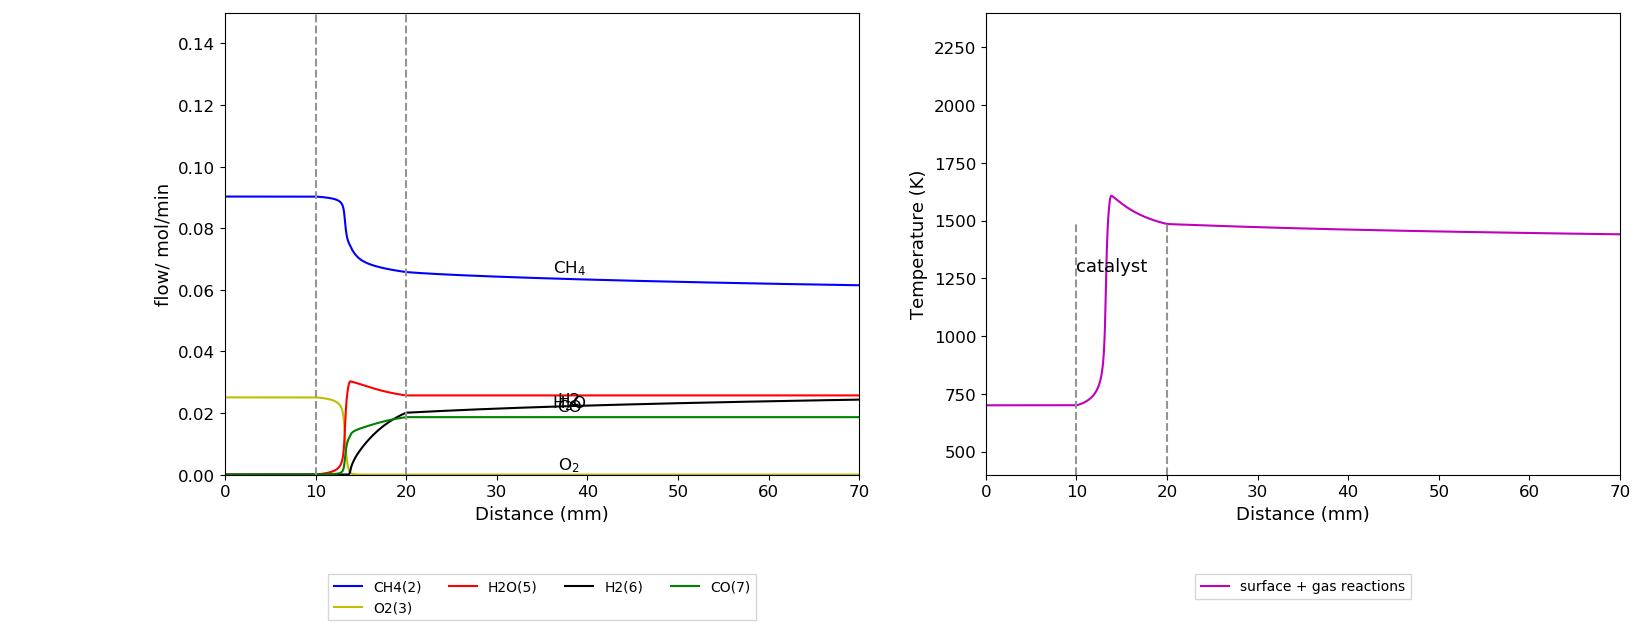 0.14
0.12
0.10
0.08
0.06
0.04
0.02
0.00
flow/ mol/min
0 10 20 30 40 50 60 70
Distance (mm)
CH4
H2
H2O
CO
O2
CH4(2) H2O(5) H2(6) CO(7)
O2(3)
2250
2000
1750
1500
1250
1000
750
500
Temperature (K)
catalyst
0 10 20 30 40 50 60 70
Distance (mm)
surface + gas reactions